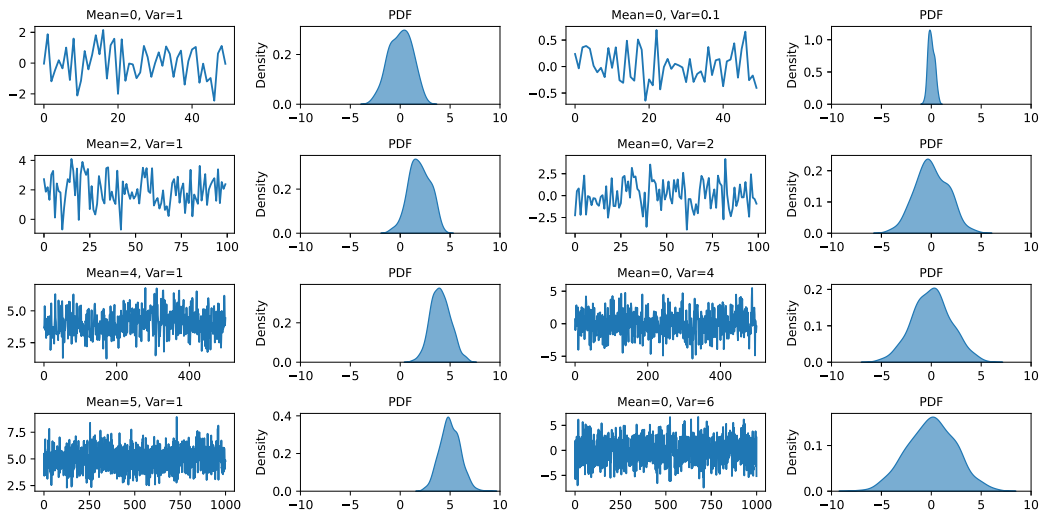 Mean=0, Var=1
2
0
−2
0 20 40
PDF
Density
0.2
0.0
−10 −5 0 5 10
Mean=0, Var=0.1
0.5
0.0
−0.5
0 20 40
PDF
Density
1.0
0.5
0.0
−10 −5 0 5 10
Mean=2, Var=1
4
2
0
0 25 50 75 100
PDF
Density
0.2
0.0
−10 −5 0 5 10
Mean=0, Var=2
2.5
0.0
−2.5
0 25 50 75 100
PDF
Density
0.2
0.1
0.0
−10 −5 0 5 10
Mean=4, Var=1
5.0
2.5
0 200 400
PDF
Density
0.2
0.0
−10 −5 0 5 10
Mean=0, Var=4
5
0
−5
0 200 400
PDF
Density
0.2
0.1
0.0
−10 −5 0 5 10
Mean=5, Var=1
7.5
5.0
2.5
0 250 500 750 1000
PDF
Density
0.4
0.2
0.0
−10 −5 0 5 10
Mean=0, Var=6
5
0
−5
0 250 500 750 1000
PDF
Density
0.1
0.0
−10 −5 0 5 10